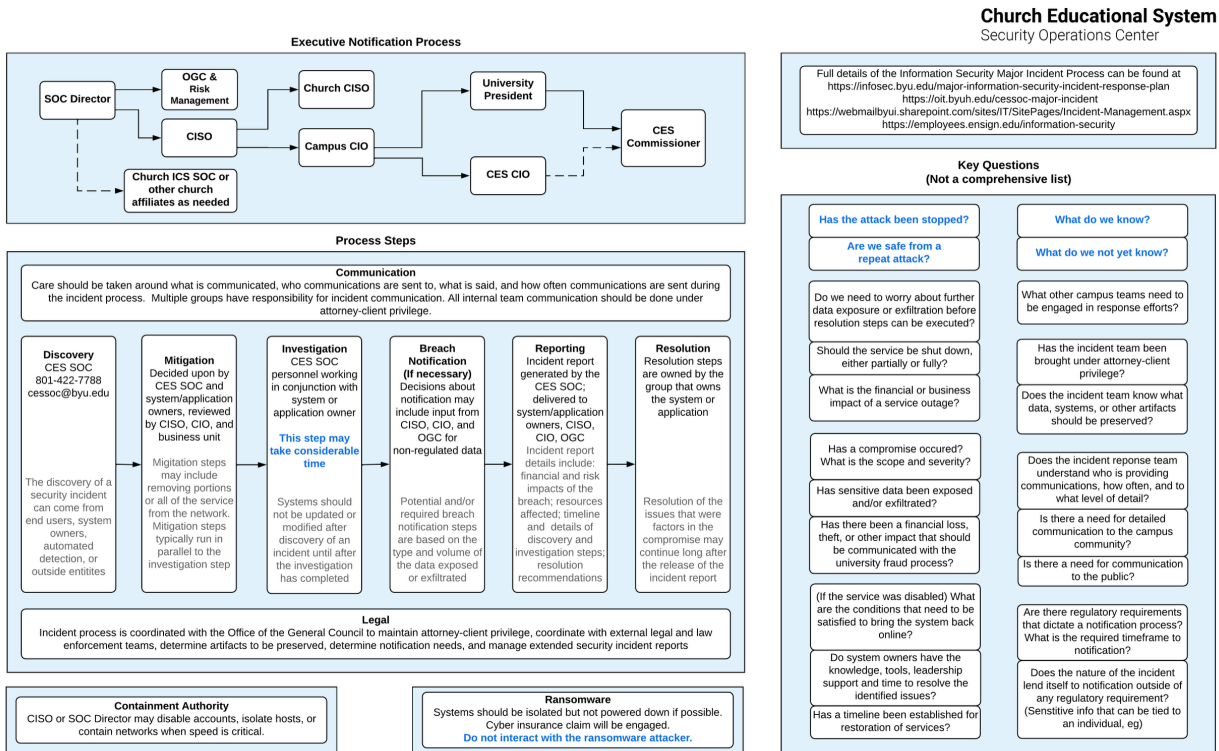 Church Educational System
Security Operations Center
Executive Notification Process
SOC Director
OGC &
Risk
Management
CISO
Church ICS SOC or
other church
affiliates as needed
Church CISO
Campus CIO
University
President
CES CIO
CES
Commissioner
Full details of the Information Security Major Incident Process can be found at
https://infosec.byu.edu/major-information-security-incident-response-plan
https://oit.byuh.edu/cessoc-major-incident
https://webmailbyui.sharepoint.com/sites/IT/SitePages/Incident-Management.aspx
https://employees.ensign.edu/information-security
Process Steps
Communication
Care should be taken around what is communicated, who communications are sent to, what is said, and how often communications are sent during
the incident process.  Multiple groups have responsibility for incident communication. All internal team communication should be done under
attorney-client privilege.
Discovery
CES SOC
801-422-7788
cessoc@byu.edu
The discovery of a
security incident
can come from
end users, system
owners,
automated
detection, or
outside entitites
Mitigation
Decided upon by
CES SOC and
system/application
owners, reviewed
by CISO, CIO, and
business unit
Migitation steps
may include
removing portions
or all of the service
from the network.
Mitigation steps
typically run in
parallel to the
investigation step
Investigation
CES SOC
personnel working
in conjunction with
system or
application owner
This step may
take considerable
time
Systems should
not be updated or
modified after
discovery of an
incident until after
the investigation
has completed
Breach
Notification
(If necessary)
Decisions about
notification may
include input from
CISO, CIO, and
OGC for
non-regulated data
Potential and/or
required breach
notification steps
are based on the
type and volume of
the data exposed
or exfiltrated
Reporting
Incident report
generated by the
CES SOC;
delivered to
system/application
owners, CISO,
CIO, OGC
Incident report
details include:
financial and risk
impacts of the
breach; resources
affected; timeline
and  details of
discovery and
investigation steps;
resolution
recommendations
Resolution
Resolution steps
are owned by the
group that owns
the system or
application
Resolution of the
issues that were
factors in the
compromise may
continue long after
the release of the
incident report
Legal
Incident process is coordinated with the Office of the General Council to maintain attorney-client privilege, coordinate with external legal and law
enforcement teams, determine artifacts to be preserved, determine notification needs, and manage extended security incident reports
Containment Authority
CISO or SOC Director may disable accounts, isolate hosts, or
contain networks when speed is critical.
Ransomware
Systems should be isolated but not powered down if possible.
Cyber insurance claim will be engaged.
Do not interact with the ransomware attacker.
Key Questions
(Not a comprehensive list)
Has the attack been stopped?
Are we safe from a
repeat attack?
Do we need to worry about further
data exposure or exfiltration before
resolution steps can be executed?
Should the service be shut down,
either partially or fully?
What is the financial or business
impact of a service outage?
Has a compromise occured?
What is the scope and severity?
Has sensitive data been exposed
and/or exfiltrated?
Has there been a financial loss,
theft, or other impact that should
be communicated with the
university fraud process?
(If the service was disabled) What
are the conditions that need to be
satisfied to bring the system back
online?
Do system owners have the
knowledge, tools, leadership
support and time to resolve the
identified issues?
Has a timeline been established for
restoration of services?
What do we know?
What do we not yet know?
What other campus teams need to
be engaged in response efforts?
Has the incident team been
brought under attorney-client
privilege?
Does the incident team know what
data, systems, or other artifacts
should be preserved?
Does the incident reponse team
understand who is providing
communications, how often, and to
what level of detail?
Is there a need for detailed
communication to the campus
community?
Is there a need for communication
to the public?
Are there regulatory requirements
that dictate a notification process?
What is the required timeframe to
notification?
Does the nature of the incident
lend itself to notification outside of
any regulatory requirement?
(Sentitive info that can be tied to
an individual, eg)